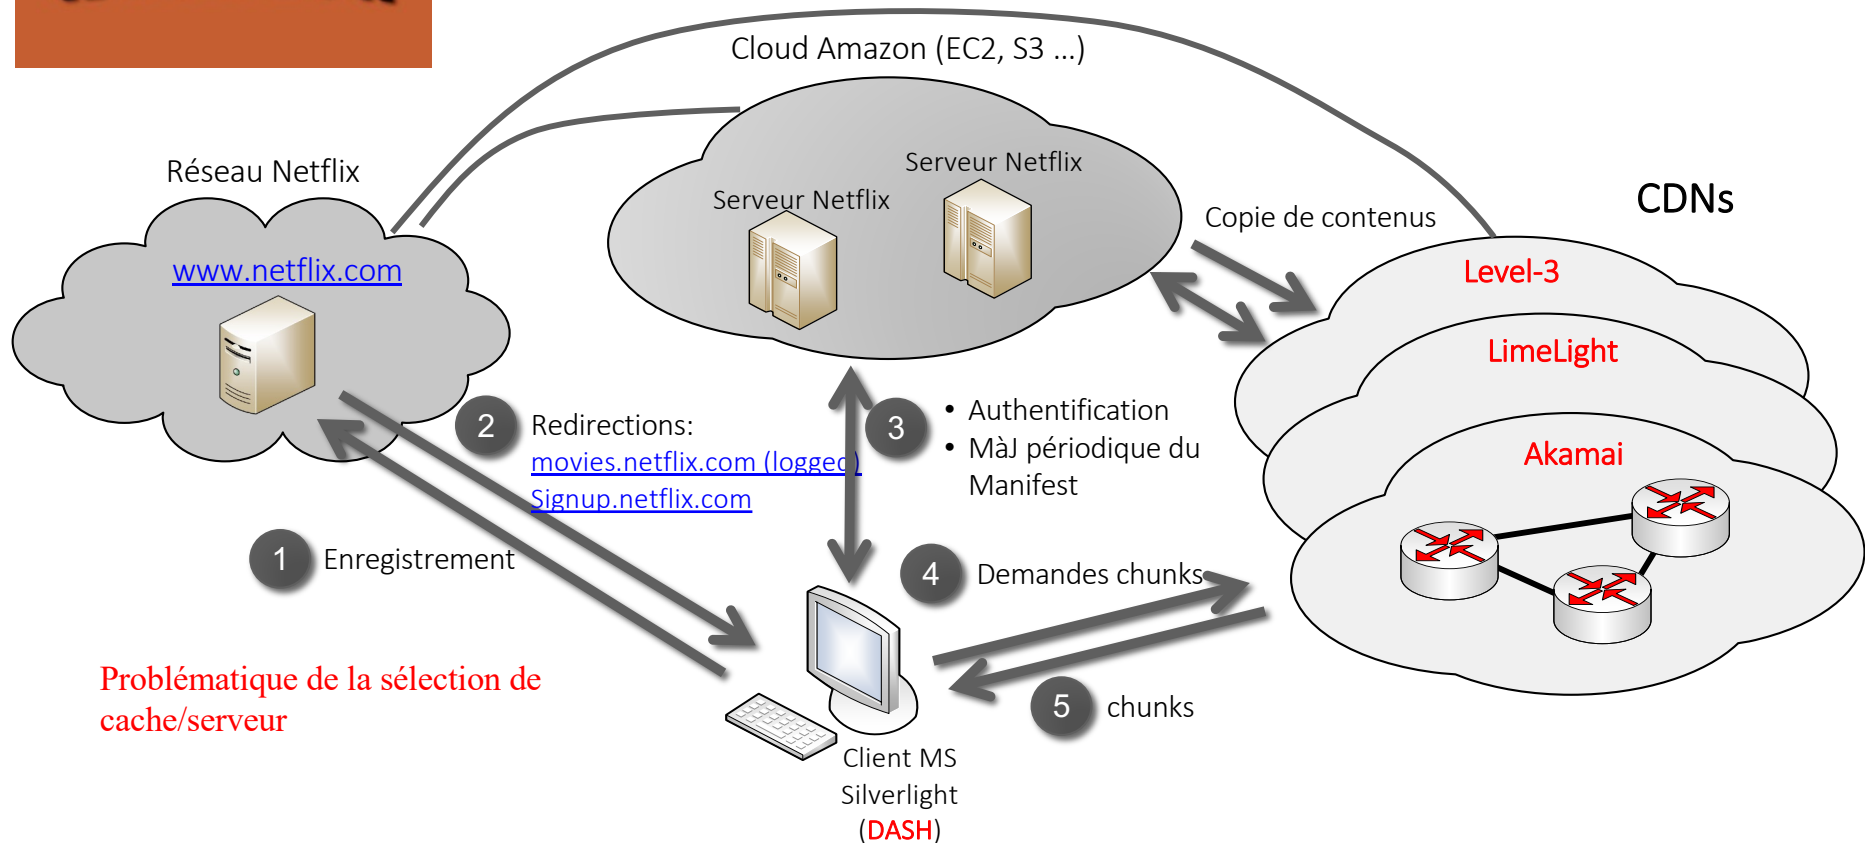 Cloud Amazon (EC2, S3 ...)
Réseau Netflix
www.netflix.com
Serveur Netflix
Serveur Netflix
Copie de contenus
CDNs
Level-3
LimeLight
Akamai
2
Redirections:
movies.netflix.com (logged)
Signup.netflix.com
3
• Authentification
• MàJ périodique du
Manifest
1
Enregistrement
4
Demandes chunks
5
chunks
Problématique de la sélection de
cache/serveur
Client MS
Silverlight
(DASH)